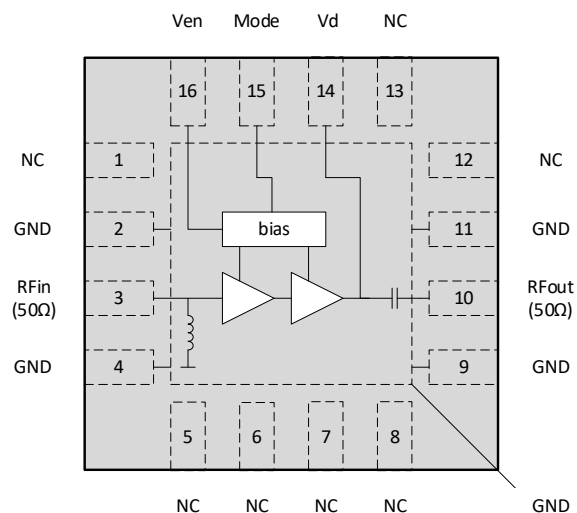 Ven Mode Vd NC
16 15 14 13
NC 1 12 NC
GND 2 11 GND
bias
RFin
(50Ω)
3 10
RFout
(50Ω)
GND 4 9 GND
5 6 7 8
NC NC NC NC GND